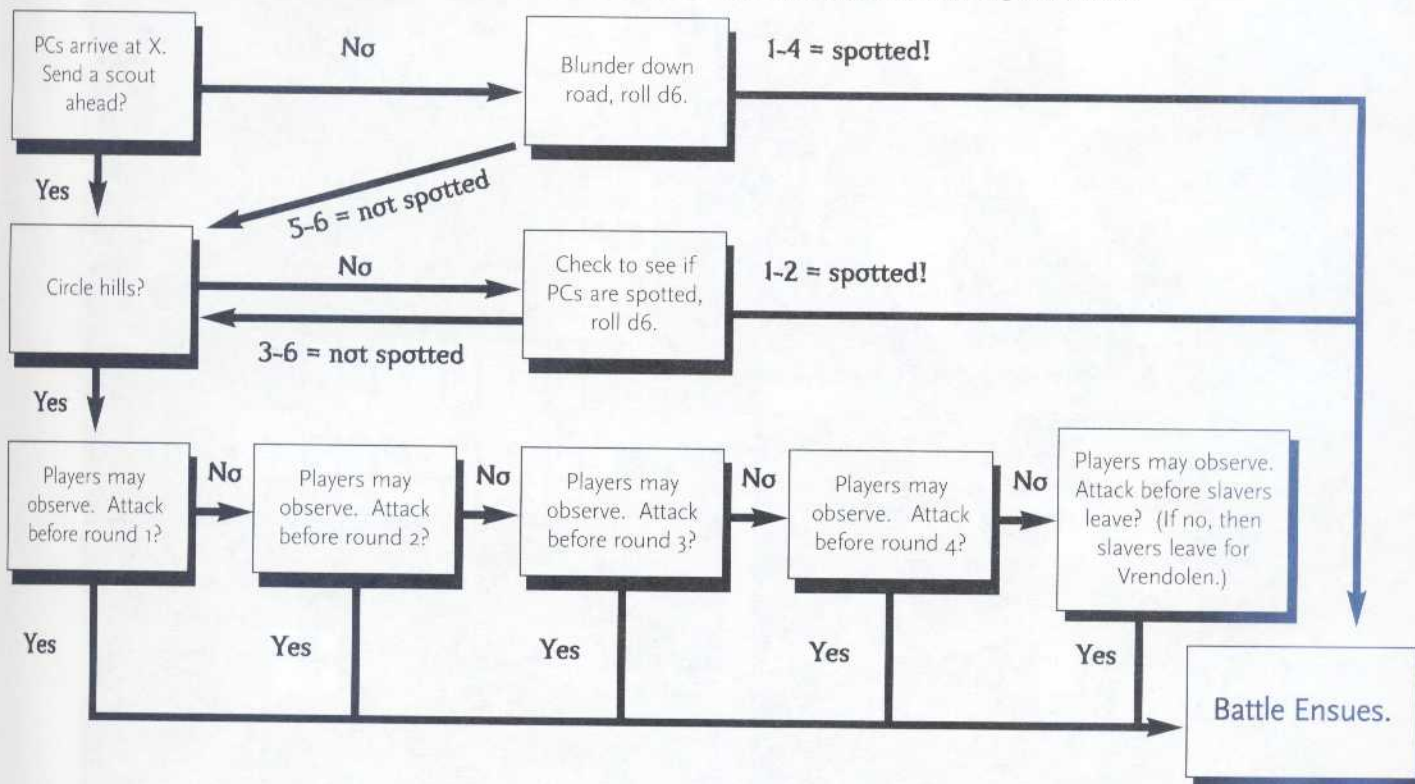 PCs arrive at X.
Send a scout
ahead?
No
Blunder down
road, roll d6.
1-4 = spotted!
Yes
5-6 = not spotted
Circle hills?
No
Check to see if
PCs are spotted,
roll d6.
1-2 = spotted!
3-6 = not spotted
Yes
Players may
observe. Attack
before round 1?
No
Players may
observe. Attack
before round 2?
No
Players may
observe. Attack
before round 3?
No
Players may
observe. Attack
before round 4?
No
Players may observe.
Attack before slavers
leave? (If no, then
slavers leave for
Vrendolen.)
Yes
Yes
Yes
Yes
Yes
Battle Ensues.